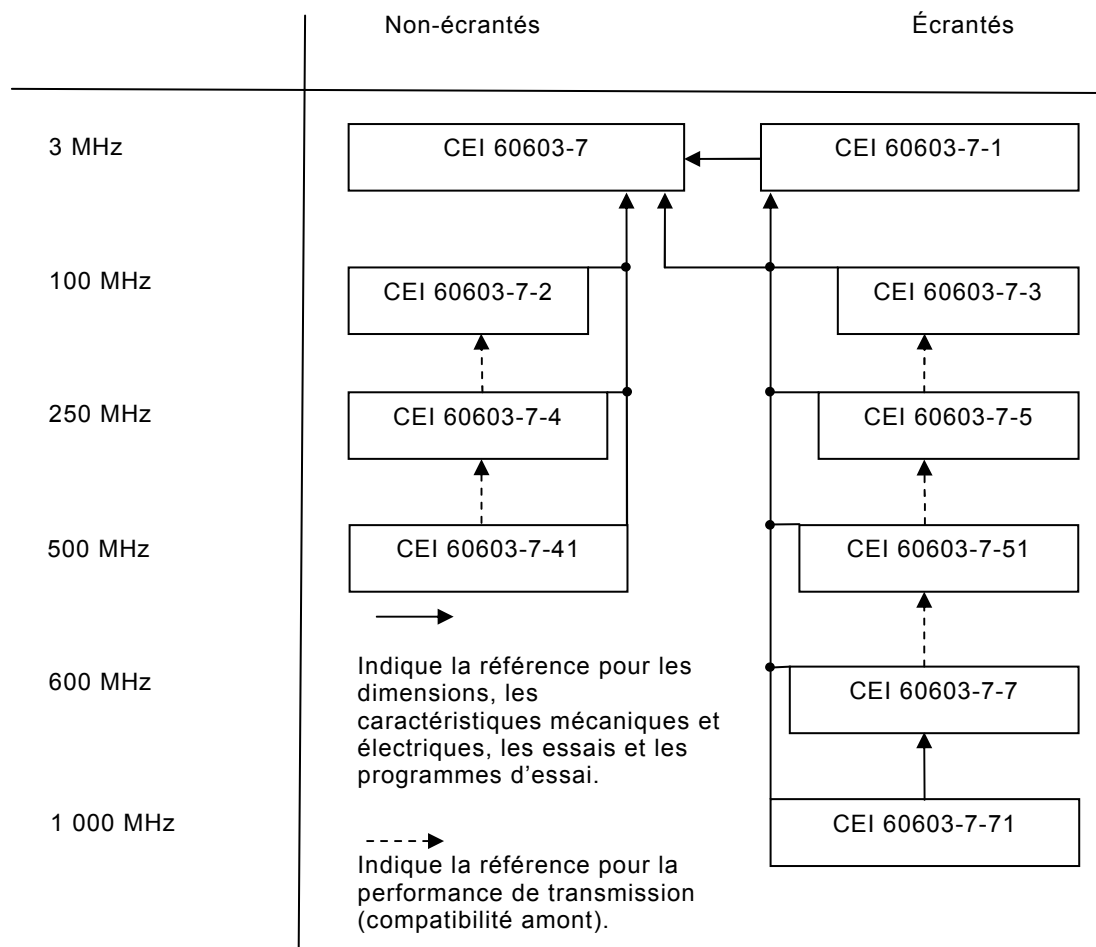 Non-écrantés
Écrantés
3 MHz
CEI 60603-7
CEI 60603-7-1
100 MHz
CEI 60603-7-2
CEI 60603-7-3
250 MHz
CEI 60603-7-4
CEI 60603-7-5
500 MHz
CEI 60603-7-41
CEI 60603-7-51
600 MHz
CEI 60603-7-7
Indique la référence pour les
dimensions, les
caractéristiques mécaniques et
électriques, les essais et les
programmes d'essai.
1 000 MHz
CEI 60603-7-71
Indique la référence pour la
performance de transmission
(compatibilité amont).